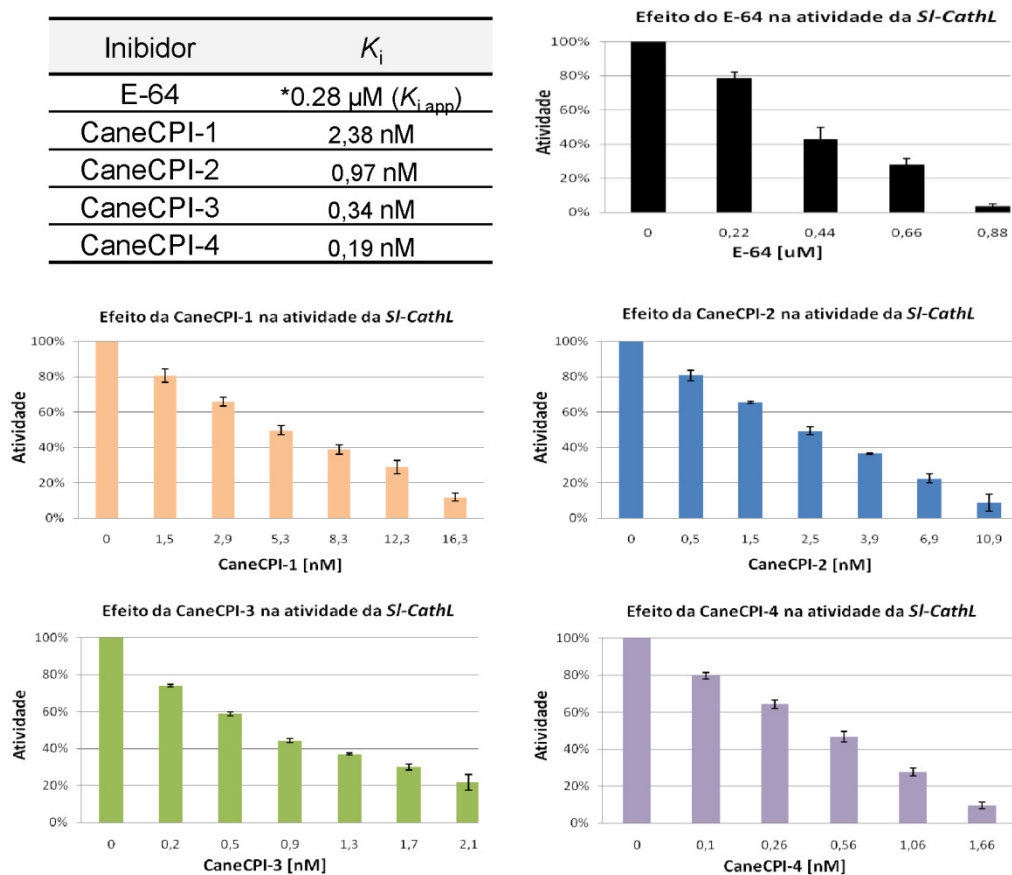 Inibidor K_i
E-64 *0.28 µM (K_i app)
CaneCPI-1 2,38 nM
CaneCPI-2 0,97 nM
CaneCPI-3 0,34 nM
CaneCPI-4 0,19 nM
Efeito do E-64 na atividade da Sl-CathL
Atividade
100%
80%
60%
40%
20%
0%
0 0,22 0,44 0,66 0,88
E-64 [uM]
Efeito da CaneCPI-1 na atividade da Sl-CathL
Atividade
100%
80%
60%
40%
20%
0%
0 1,5 2,9 5,3 8,3 12,3 16,3
CaneCPI-1 [nM]
Efeito da CaneCPI-2 na atividade da Sl-CathL
Atividade
100%
80%
60%
40%
20%
0%
0 0,5 1,5 2,5 3,9 6,9 10,9
CaneCPI-2 [nM]
Efeito da CaneCPI-3 na atividade da Sl-CathL
Atividade
100%
80%
60%
40%
20%
0%
0 0,2 0,5 0,9 1,3 1,7 2,1
CaneCPI-3 [nM]
Efeito da CaneCPI-4 na atividade da Sl-CathL
Atividade
100%
80%
60%
40%
20%
0%
0 0,1 0,26 0,56 1,06 1,66
CaneCPI-4 [nM]